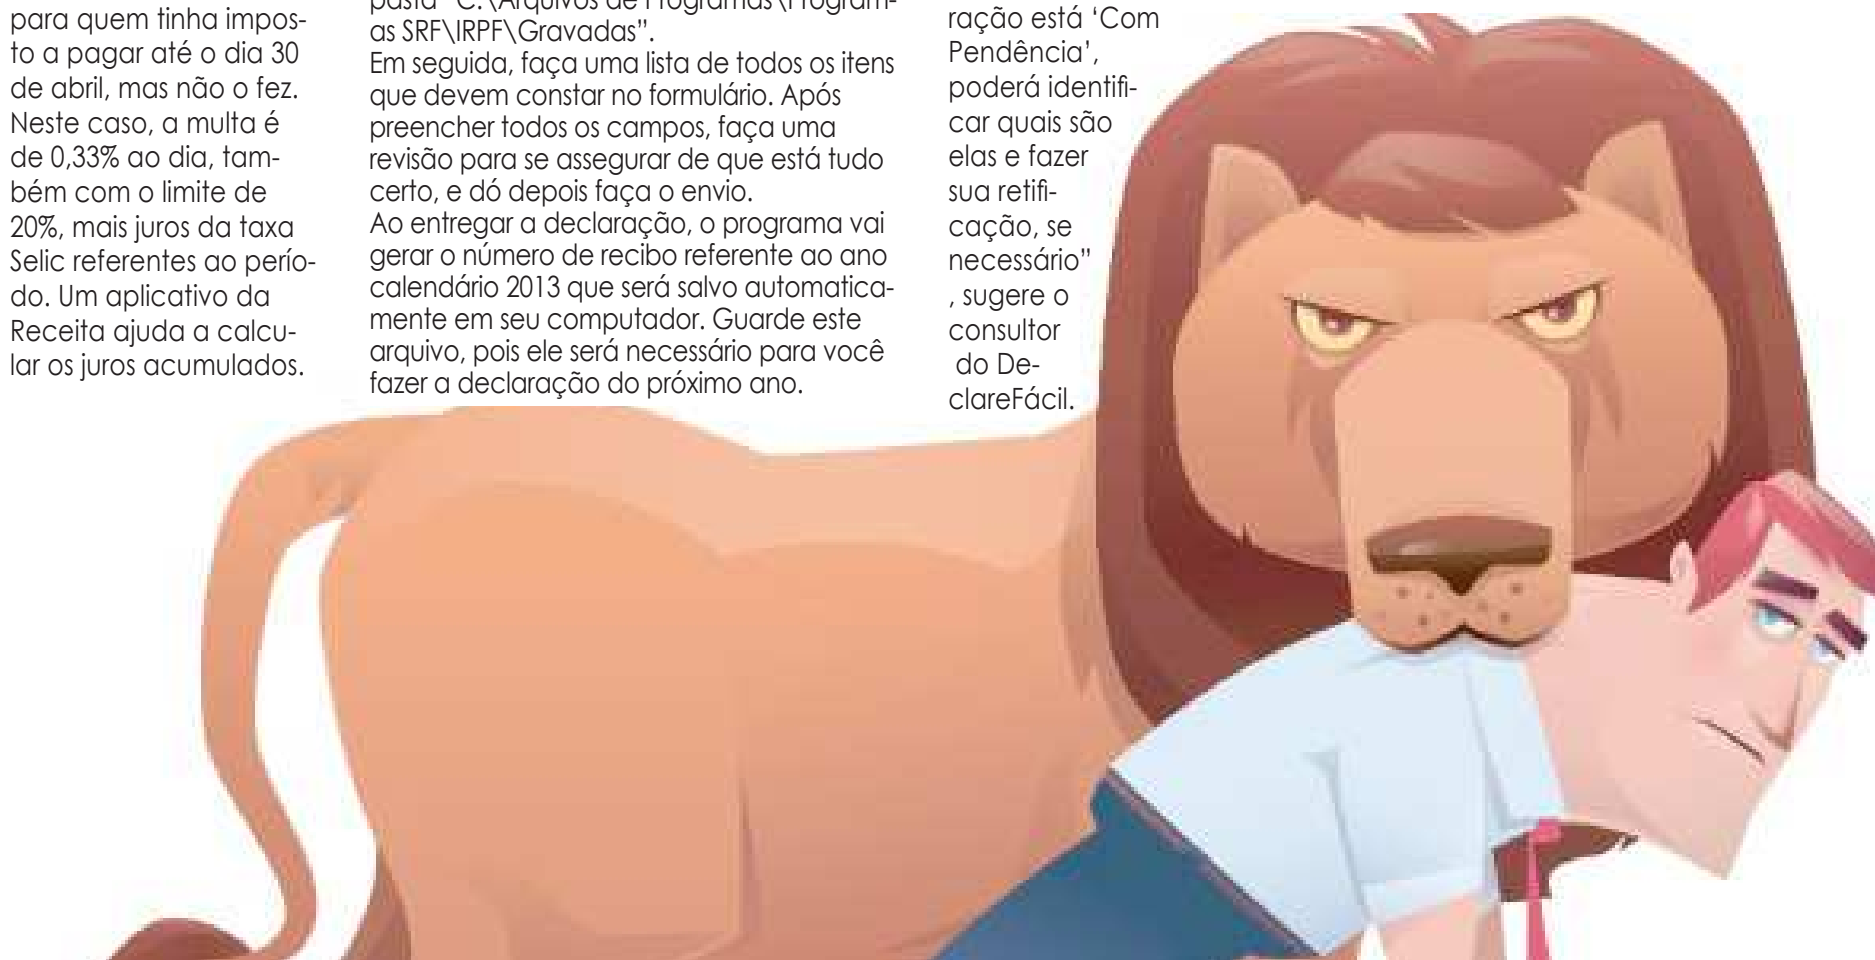 para quem tinha impos-
to a pagar até o dia 30
de abril, mas não o fez.
Neste caso, a multa é
de 0,33% ao dia, tam-
bém com o limite de
20%, mais juros da taxa
Selic referentes ao perío-
do. Um aplicativo da
Receita ajuda a calcu-
lar os juros acumulados.
pasta "C:\Arquivos de Programas\Program-
as SRF\IRPF\Gravadas”.
Em seguida, faça uma lista de todos os itens
que devem constar no formulário. Após
preencher todos os campos, faça uma
revisão para se assegurar de que está tudo
certo, e dó depois faça o envio.
Ao entregar a declaração, o programa vai
gerar o número de recibo referente ao ano
calendário 2013 que será salvo automatica-
mente em seu computador. Guarde este
arquivo, pois ele será necessário para você
fazer a declaração do próximo ano.
ração está ‘Com
Pendência’,
poderá identifi-
car quais são
elas e fazer
sua retifi-
cação, se
necessário”
, sugere o
consultor
do De-
clareFácil.